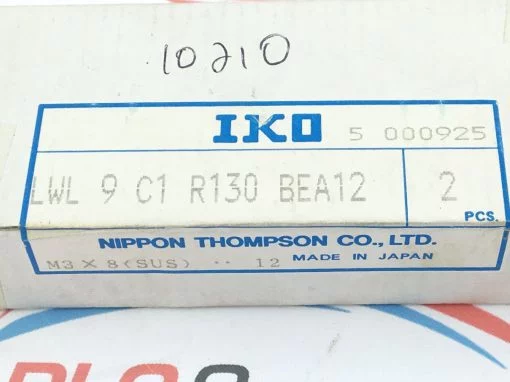 10210
IKO 5 000925
LWL 9 C1 R130 BEA12 2
PCS.
NIPPON THOMPSON CO., LTD.
M3 X 8 (SUS) ·· 12 MADE IN JAPAN